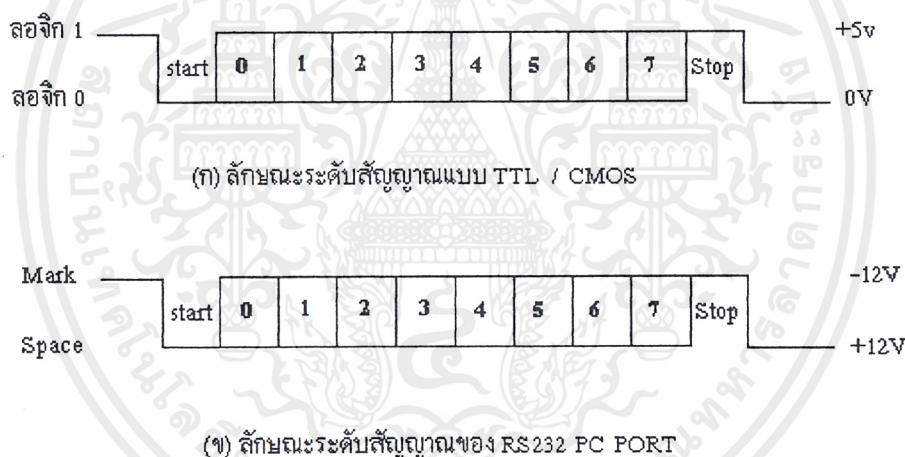 ลอจิก 1 +5v
start 0 1 2 3 4 5 6 7 Stop
ลอจิก 0 0V
(ก) ลักษณะระดับสัญญาณแบบ TTL / CMOS
Mark -12V
start 0 1 2 3 4 5 6 7 Stop
Space +12V
(ข) ลักษณะระดับสัญญาณของ RS232 PC PORT